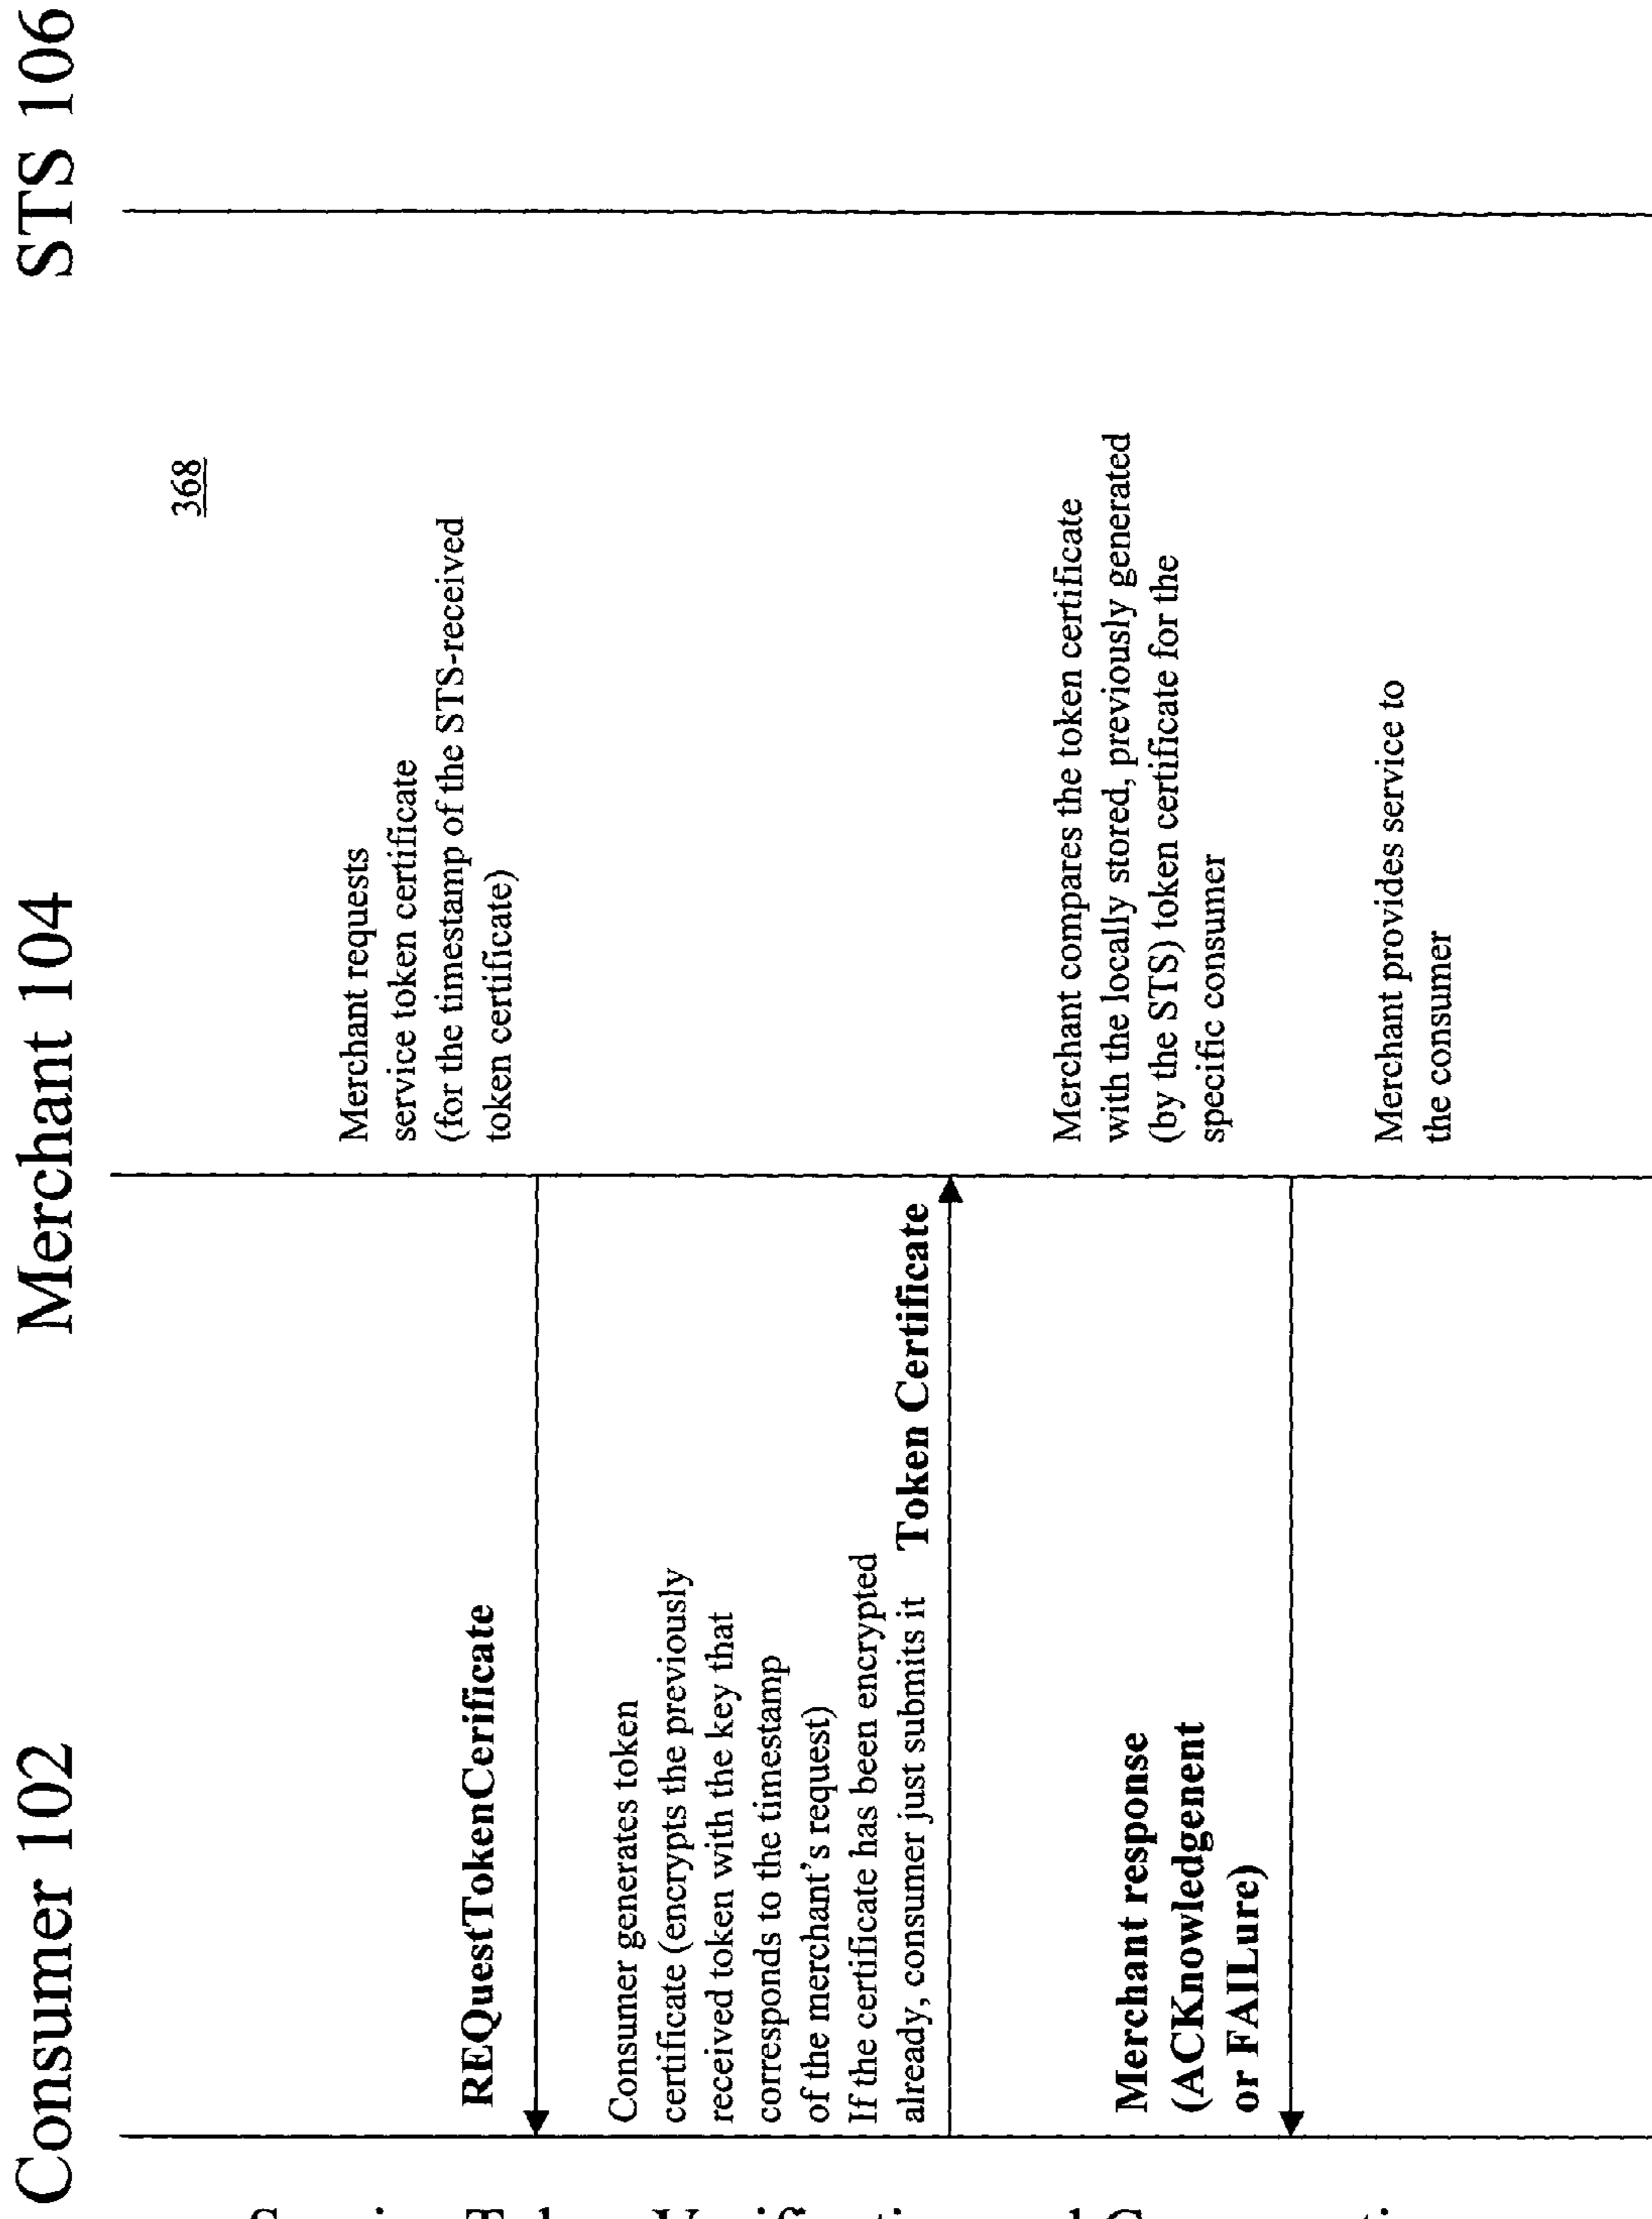 Consumer 102
Merchant 104
STS 106
368
Merchant requests
service token certificate
(for the timestamp of the STS-received
token certificate)
REQuestTokenCerificate
Consumer generates token
certificate (encrypts the previously
received token with the key that
corresponds to the timestamp
of the merchant's request)
If the certificate has been encrypted
already, consumer just submits it
Token Certificate
Merchant compares the token certificate
with the locally stored, previously generated
(by the STS) token certificate for the
specific consumer
Merchant response
(ACKnowledgenent
or FAILure)
Merchant provides service to
the consumer